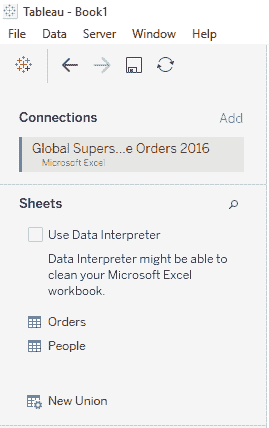 Tableau - Book1
File Data Server Window Help
Connections Add
Global Supers...e Orders 2016
Microsoft Excel
Sheets
Use Data Interpreter
Data Interpreter might be able to
clean your Microsoft Excel
workbook.
Orders
People
New Union